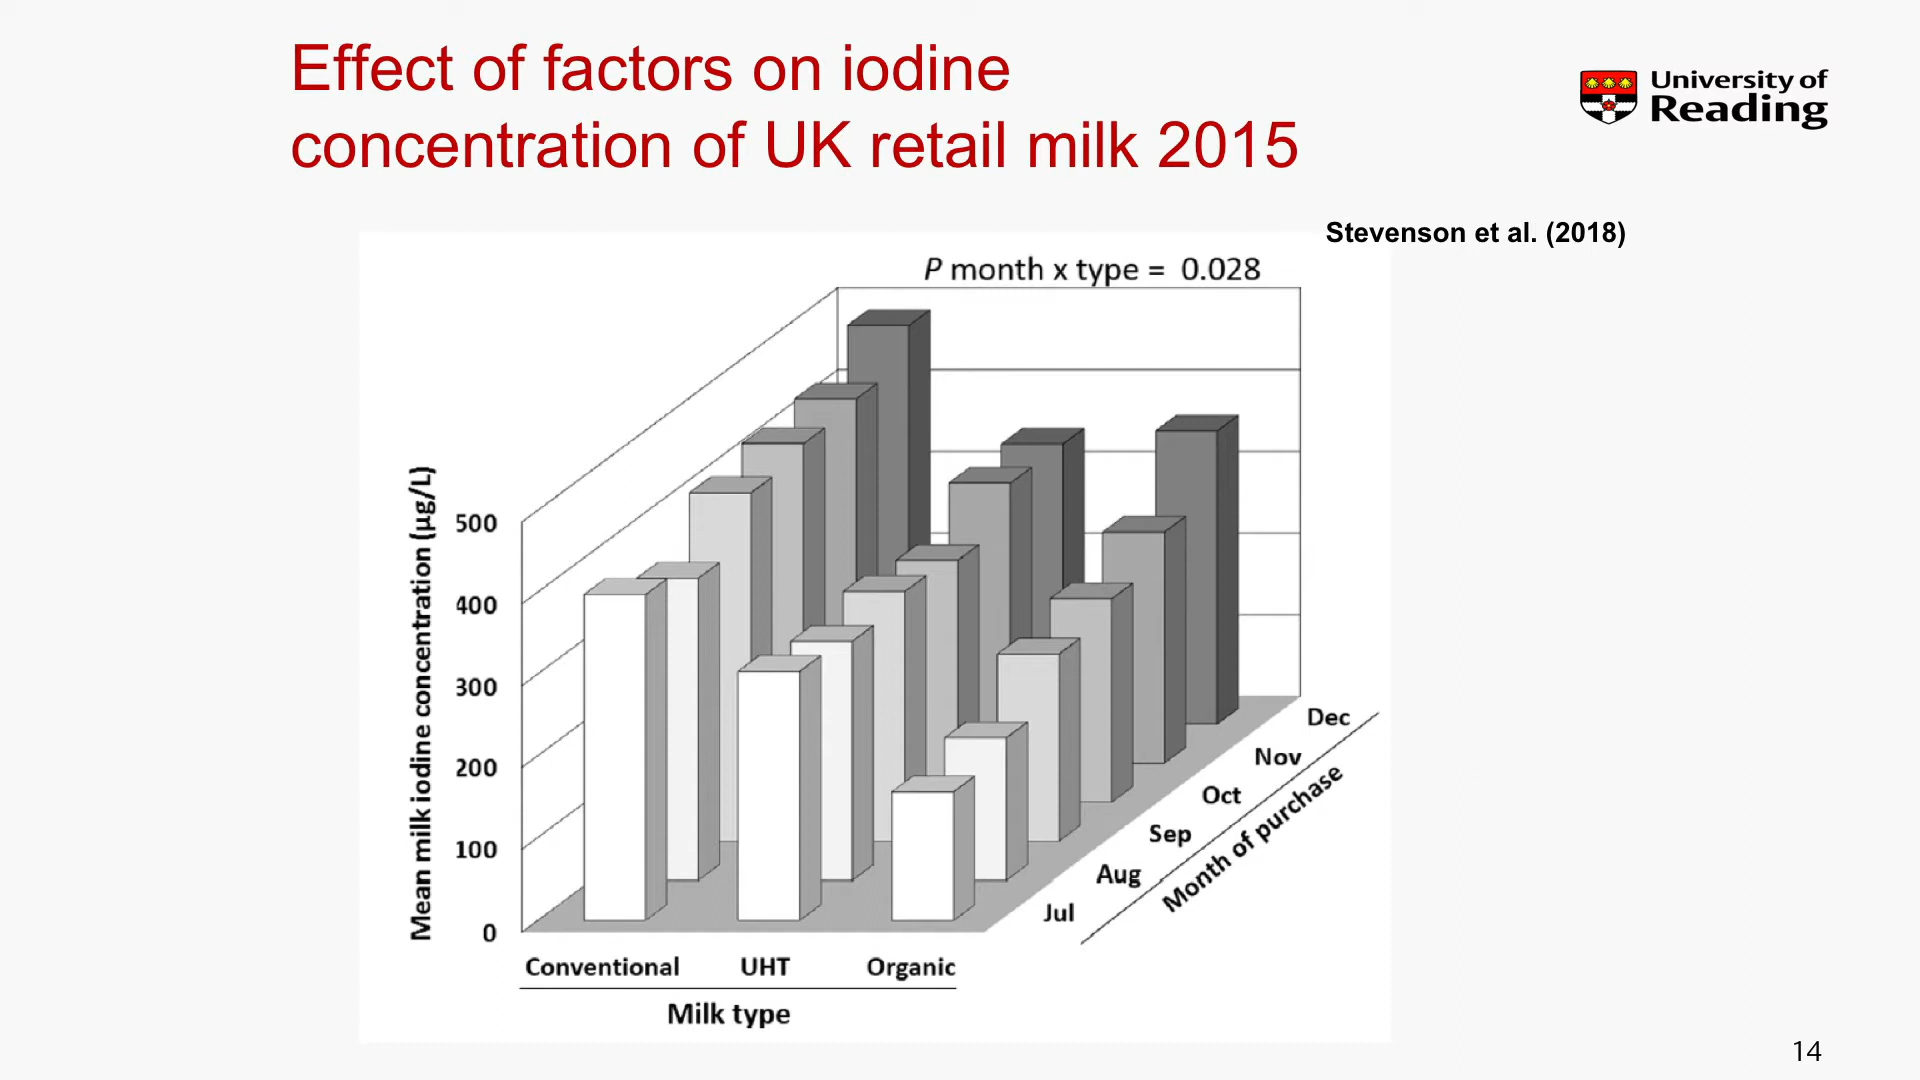 Effect of factors on iodine
concentration of UK retail milk 2015
University of
Reading
Stevenson et al. (2018)
P month x type = 0.028
Mean milk iodine concentration (µg/L)
500
400
300
200
100
0
Conventional UHT Organic
Milk type
Jul
Aug
Sep
Oct
Nov
Dec
Month of purchase
14